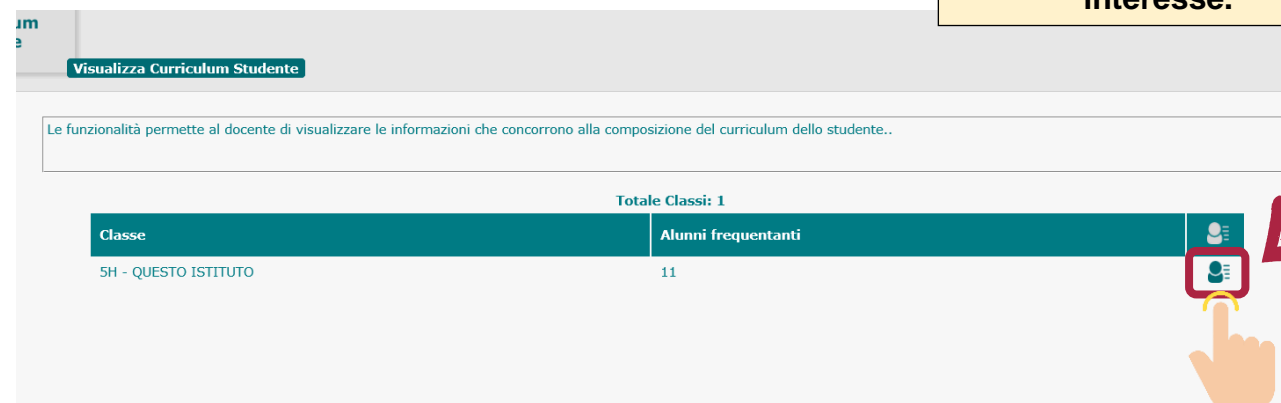 interesse.
Visualizza Curriculum Studente
Le funzionalità permette al docente di visualizzare le informazioni che concorrono alla composizione del curriculum dello studente..
Totale Classi: 1
Classe Alunni frequentanti
5H - QUESTO ISTITUTO 11